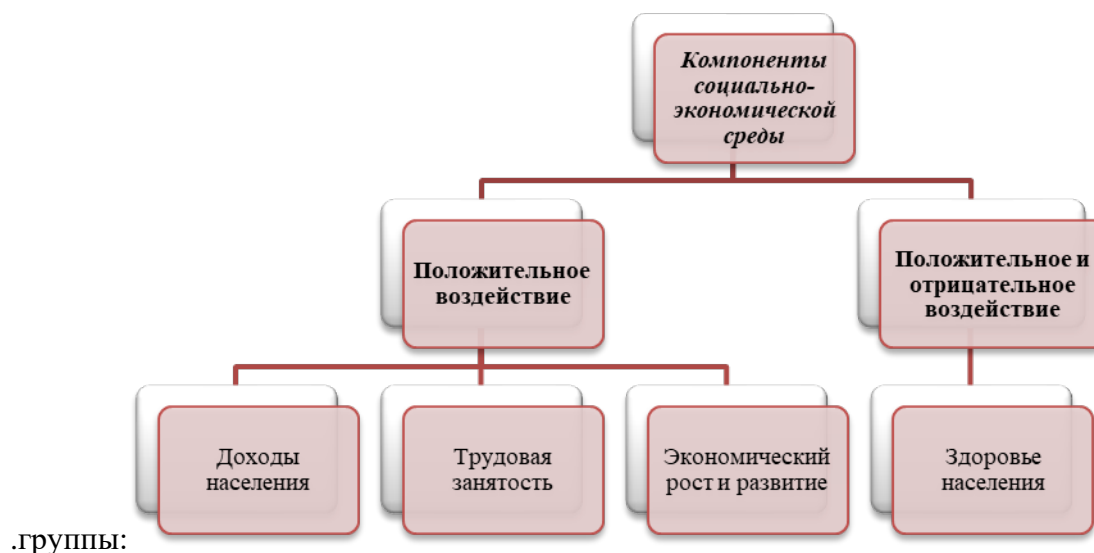 Компоненты
социально-
экономической
среды
Положительное
воздействие
Положительное и
отрицательное
воздействие
Доходы
населения
Трудовая
занятость
Экономический
рост и развитие
Здоровье
населения
.группы: